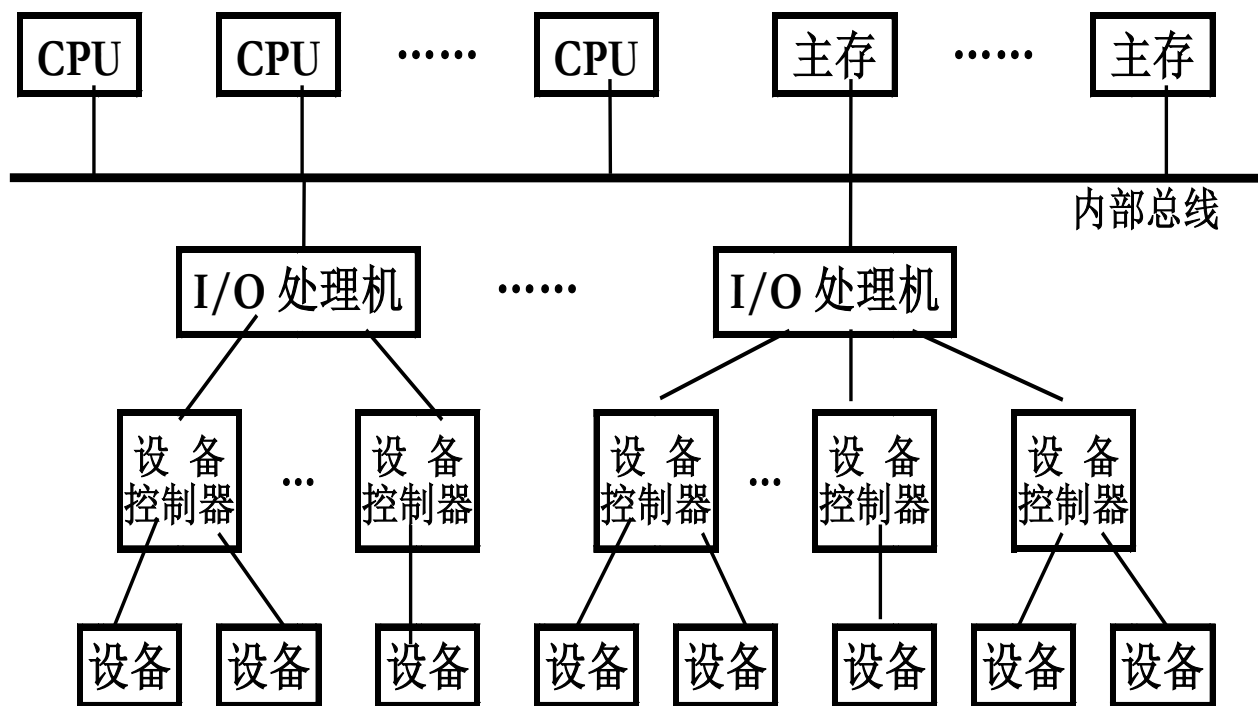 CPU CPU …… CPU 主存 …… 主存
内部总线
I/O 处理机 …… I/O 处理机
设 备 设 备 设 备 设 备 设 备
控制器 … 控制器 控制器 … 控制器 控制器
设备 设备 设备 设备 设备 设备 设备 设备